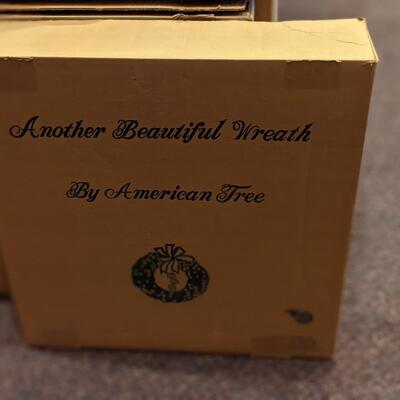 Another Beautiful Wreath
By American Tree